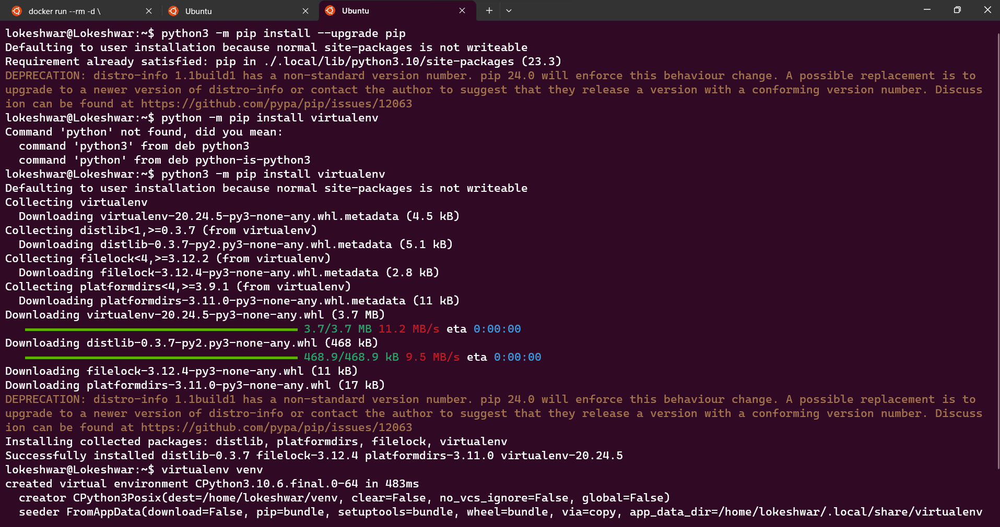 docker run --rm -d \
Ubuntu
Ubuntu
lokeshwar@Lokeshwar:~$ python3 -m pip install --upgrade pip
Defaulting to user installation because normal site-packages is not writeable
Requirement already satisfied: pip in ./.local/lib/python3.10/site-packages (23.3)
DEPRECATION: distro-info 1.1build1 has a non-standard version number. pip 24.0 will enforce this behaviour change. A possible replacement is to
upgrade to a newer version of distro-info or contact the author to suggest that they release a version with a conforming version number. Discuss
ion can be found at https://github.com/pypa/pip/issues/12063
lokeshwar@Lokeshwar:~$ python -m pip install virtualenv
Command 'python' not found, did you mean:
  command 'python3' from deb python3
  command 'python' from deb python-is-python3
lokeshwar@Lokeshwar:~$ python3 -m pip install virtualenv
Defaulting to user installation because normal site-packages is not writeable
Collecting virtualenv
  Downloading virtualenv-20.24.5-py3-none-any.whl.metadata (4.5 kB)
Collecting distlib<1,>=0.3.7 (from virtualenv)
  Downloading distlib-0.3.7-py2.py3-none-any.whl.metadata (5.1 kB)
Collecting filelock<4,>=3.12.2 (from virtualenv)
  Downloading filelock-3.12.4-py3-none-any.whl.metadata (2.8 kB)
Collecting platformdirs<4,>=3.9.1 (from virtualenv)
  Downloading platformdirs-3.11.0-py3-none-any.whl.metadata (11 kB)
Downloading virtualenv-20.24.5-py3-none-any.whl (3.7 MB)
3.7/3.7 MB 11.2 MB/s eta 0:00:00
Downloading distlib-0.3.7-py2.py3-none-any.whl (468 kB)
468.9/468.9 kB 9.5 MB/s eta 0:00:00
Downloading filelock-3.12.4-py3-none-any.whl (11 kB)
Downloading platformdirs-3.11.0-py3-none-any.whl (17 kB)
DEPRECATION: distro-info 1.1build1 has a non-standard version number. pip 24.0 will enforce this behaviour change. A possible replacement is to
upgrade to a newer version of distro-info or contact the author to suggest that they release a version with a conforming version number. Discuss
ion can be found at https://github.com/pypa/pip/issues/12063
Installing collected packages: distlib, platformdirs, filelock, virtualenv
Successfully installed distlib-0.3.7 filelock-3.12.4 platformdirs-3.11.0 virtualenv-20.24.5
lokeshwar@Lokeshwar:~$ virtualenv venv
created virtual environment CPython3.10.6.final.0-64 in 483ms
  creator CPython3Posix(dest=/home/lokeshwar/venv, clear=False, no_vcs_ignore=False, global=False)
  seeder FromAppData(download=False, pip=bundle, setuptools=bundle, wheel=bundle, via=copy, app_data_dir=/home/lokeshwar/.local/share/virtualenv